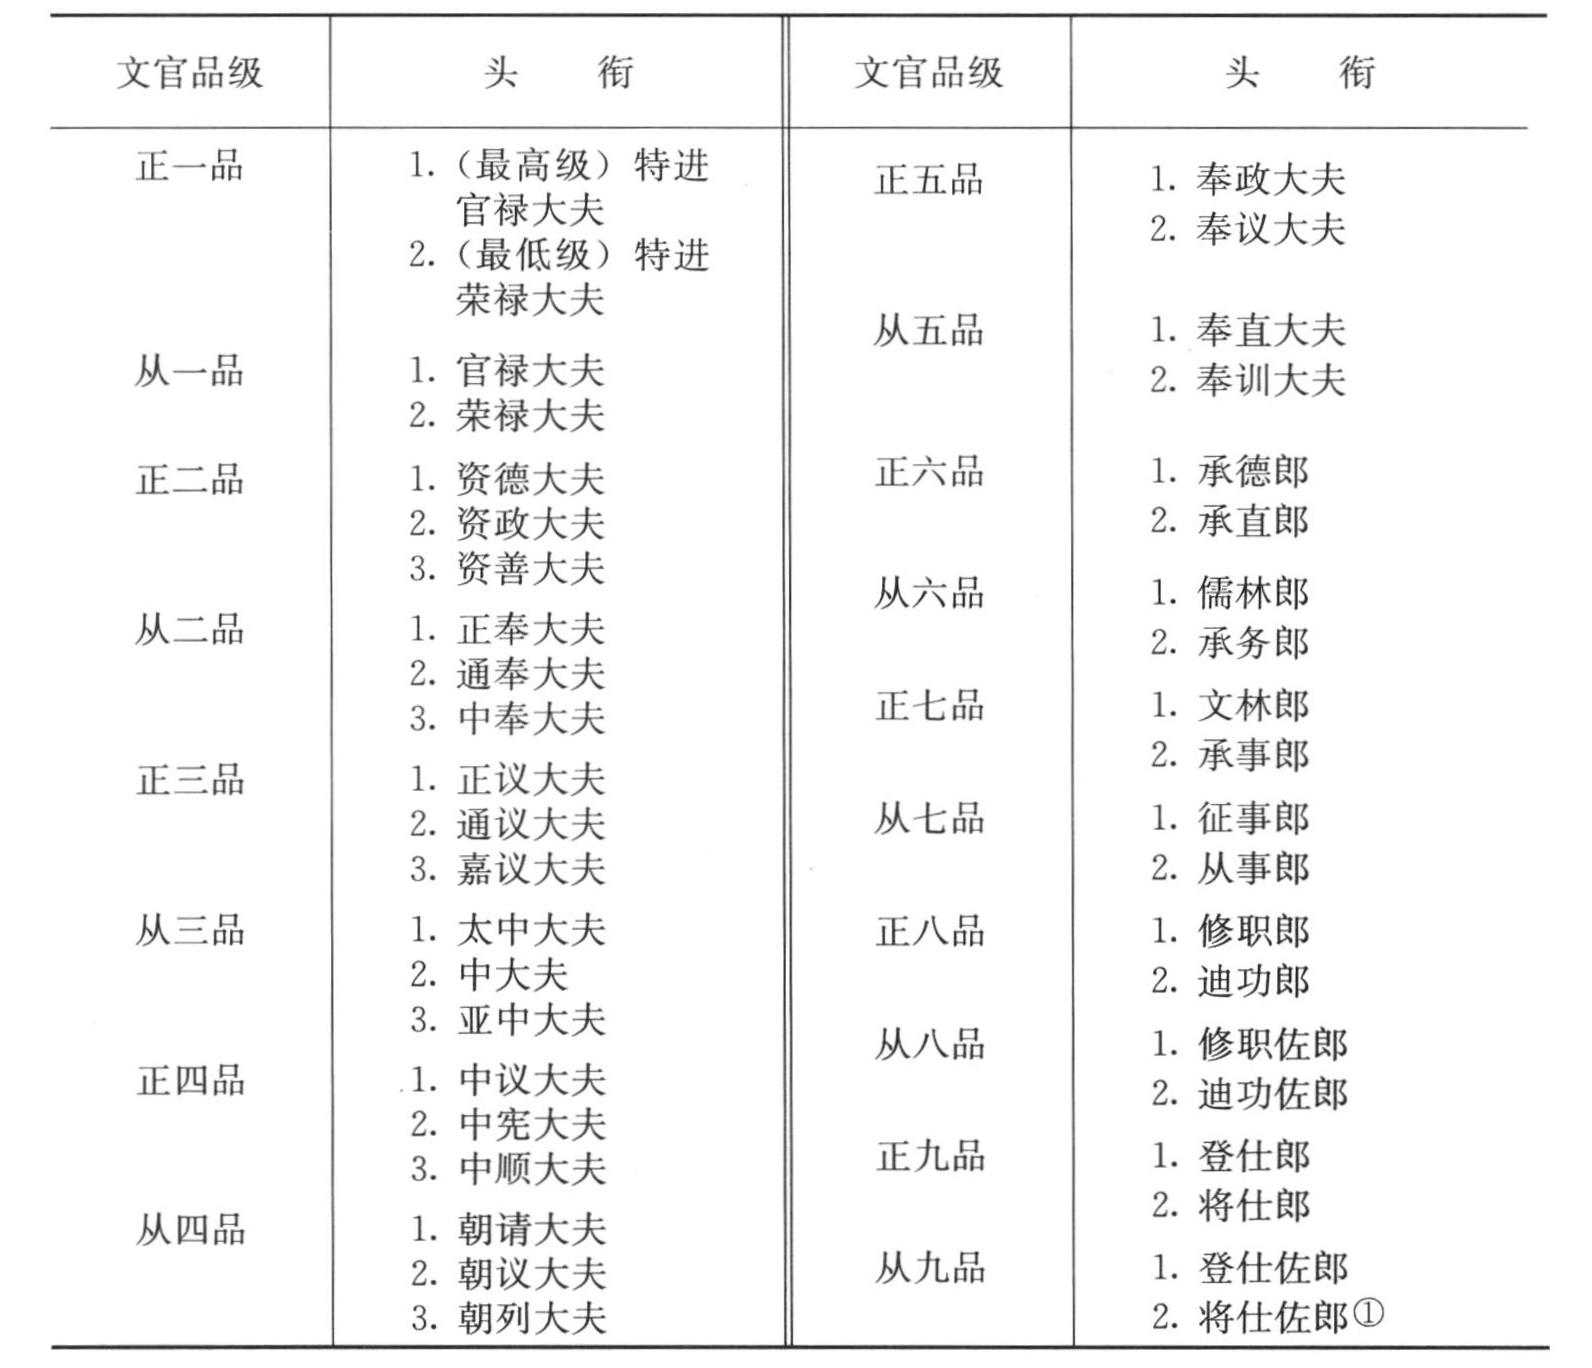 文官品级
头　　衔
正一品
1.（最高级）特进
官禄大夫
2.（最低级）特进
荣禄大夫
从一品
1. 官禄大夫
2. 荣禄大夫
正二品
1. 资德大夫
2. 资政大夫
3. 资善大夫
从二品
1. 正奉大夫
2. 通奉大夫
3. 中奉大夫
正三品
1. 正议大夫
2. 通议大夫
3. 嘉议大夫
从三品
1. 太中大夫
2. 中大夫
3. 亚中大夫
正四品
1. 中议大夫
2. 中宪大夫
3. 中顺大夫
从四品
1. 朝请大夫
2. 朝议大夫
3. 朝列大夫
文官品级
头　　衔
正五品
1. 奉政大夫
2. 奉议大夫
从五品
1. 奉直大夫
2. 奉训大夫
正六品
1. 承德郎
2. 承直郎
从六品
1. 儒林郎
2. 承务郎
正七品
1. 文林郎
2. 承事郎
从七品
1. 征事郎
2. 从事郎
正八品
1. 修职郎
2. 迪功郎
从八品
1. 修职佐郎
2. 迪功佐郎
正九品
1. 登仕郎
2. 将仕郎
从九品
1. 登仕佐郎
2. 将仕佐郎①